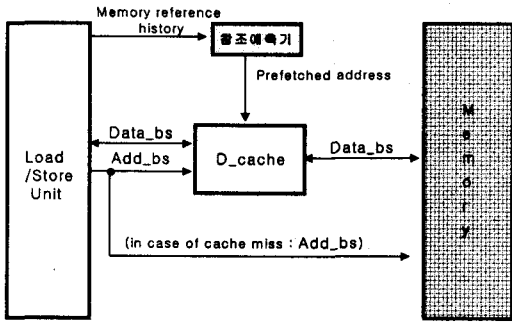 Memory reference
history
참조예측기
Prefetched address
Load
/Store
Unit
Data_bs
Add_bs
D_cache
Data_bs
(in case of cache miss : Add_bs)
Memory